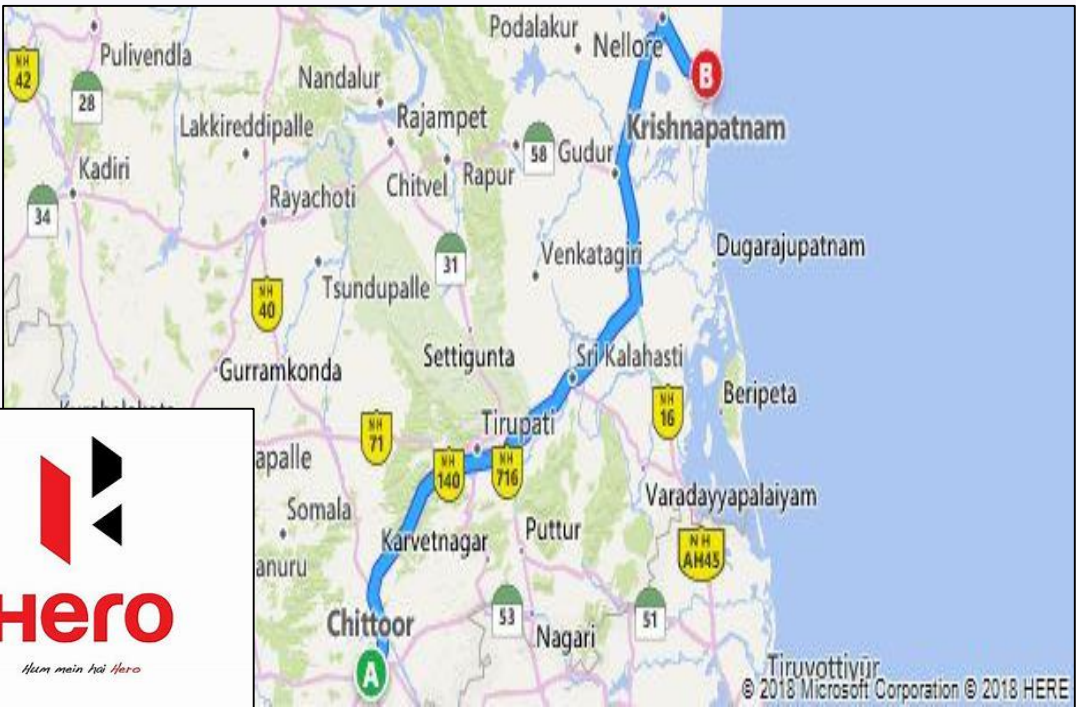 Podalakur
Nellore
B
Pulivendla
NH
42
28
Nandalur
Rajampet
Krishnapatnam
Lakkireddipalle
58
Gudur
Kadiri
Chitvel
Rapur
Rayachoti
34
Venkatagiri
Dugarajupatnam
31
Tsundupalle
NH
40
Settigunta
Sri Kalahasti
Gurramkonda
Beripeta
NH
16
Tirupati
NH
71
NH
140
NH
716
apalle
Varadayyapalaiyam
Somala
Karvetnagar
Puttur
NH
AH45
anuru
Hero
Hum mein hai Hero
Chittoor
53
51
Nagari
A
Tiruvottiyūr
© 2018 Microsoft Corporation © 2018 HERE